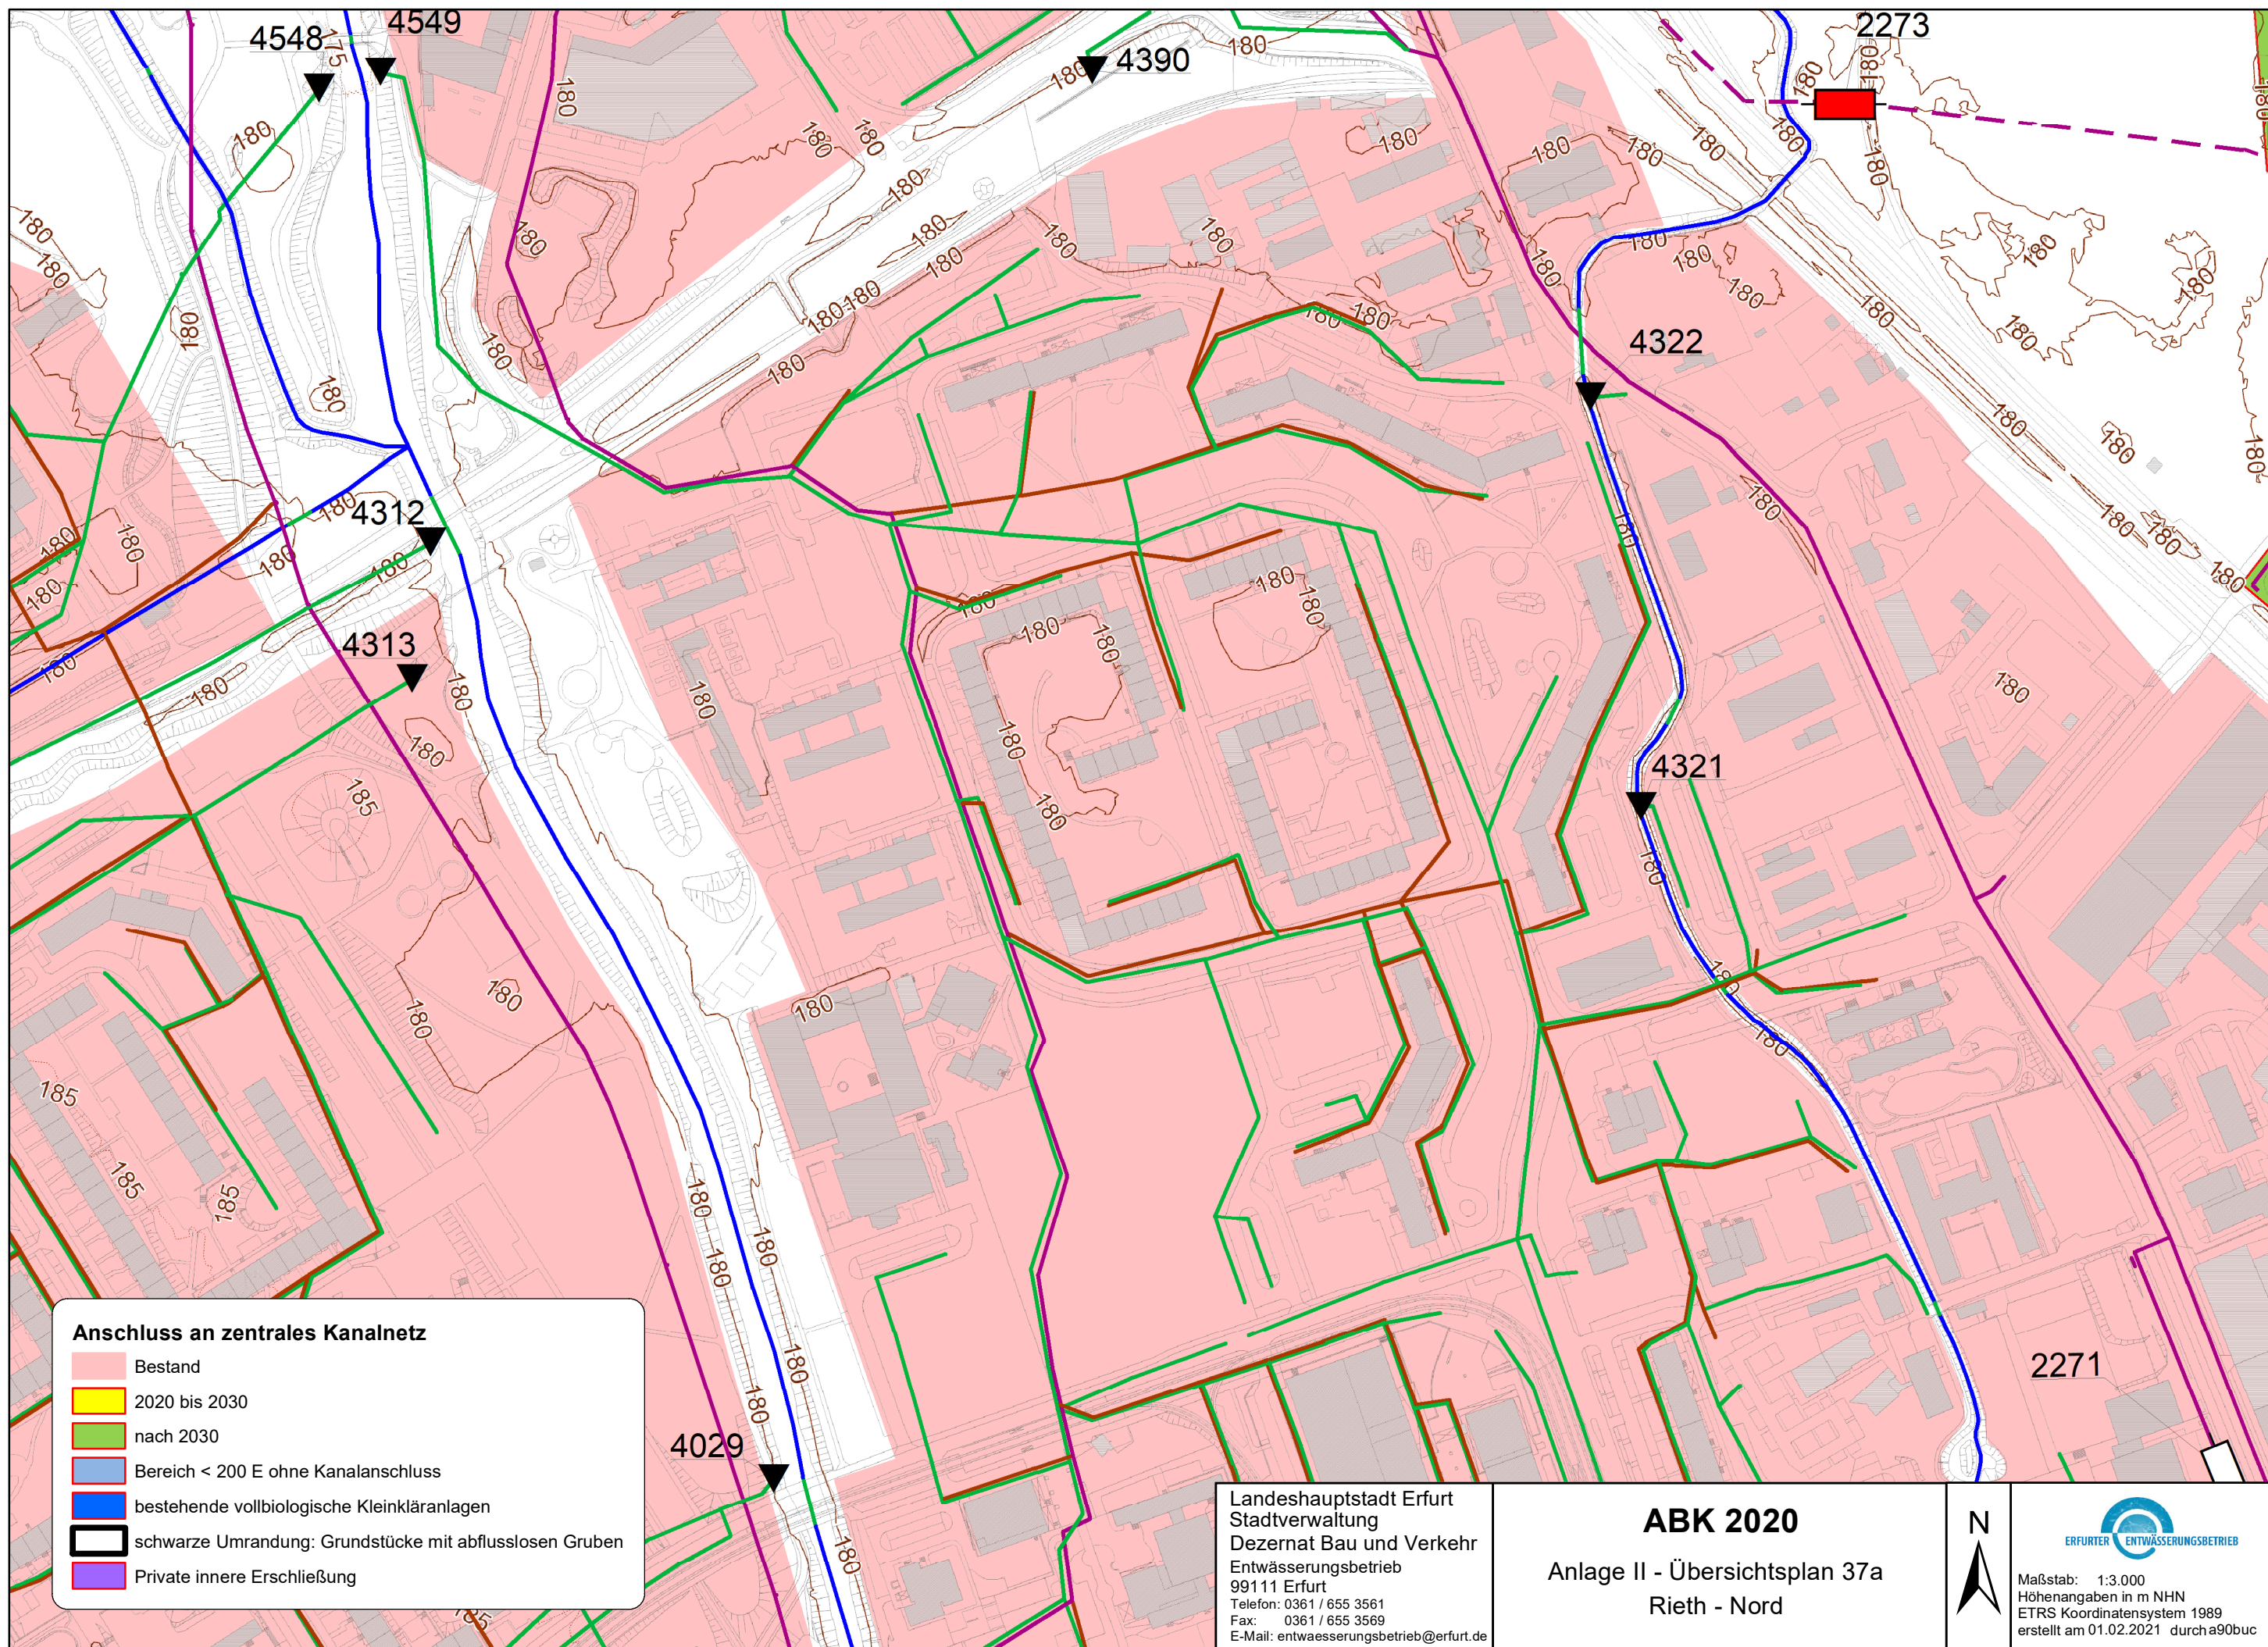 4548
175
4549
4390
2273
4322
4312
4313
4321
4029
2271
180
185
Anschluss an zentrales Kanalnetz
Bestand
2020 bis 2030
nach 2030
Bereich < 200 E ohne Kanalanschluss
bestehende vollbiologische Kleinkläranlagen
schwarze Umrandung: Grundstücke mit abflusslosen Gruben
Private innere Erschließung
Landeshauptstadt Erfurt
Stadtverwaltung
Dezernat Bau und Verkehr
Entwässerungsbetrieb
99111 Erfurt
Telefon: 0361 / 655 3561
Fax: 0361 / 655 3569
E-Mail: entwaesserungsbetrieb@erfurt.de
ABK 2020
Anlage II - Übersichtsplan 37a
Rieth - Nord
N
ERFURTER ENTWÄSSERUNGSBETRIEB
Maßstab: 1:3.000
Höhenangaben in m NHN
ETRS Koordinatensystem 1989
erstellt am 01.02.2021 durch a90buc